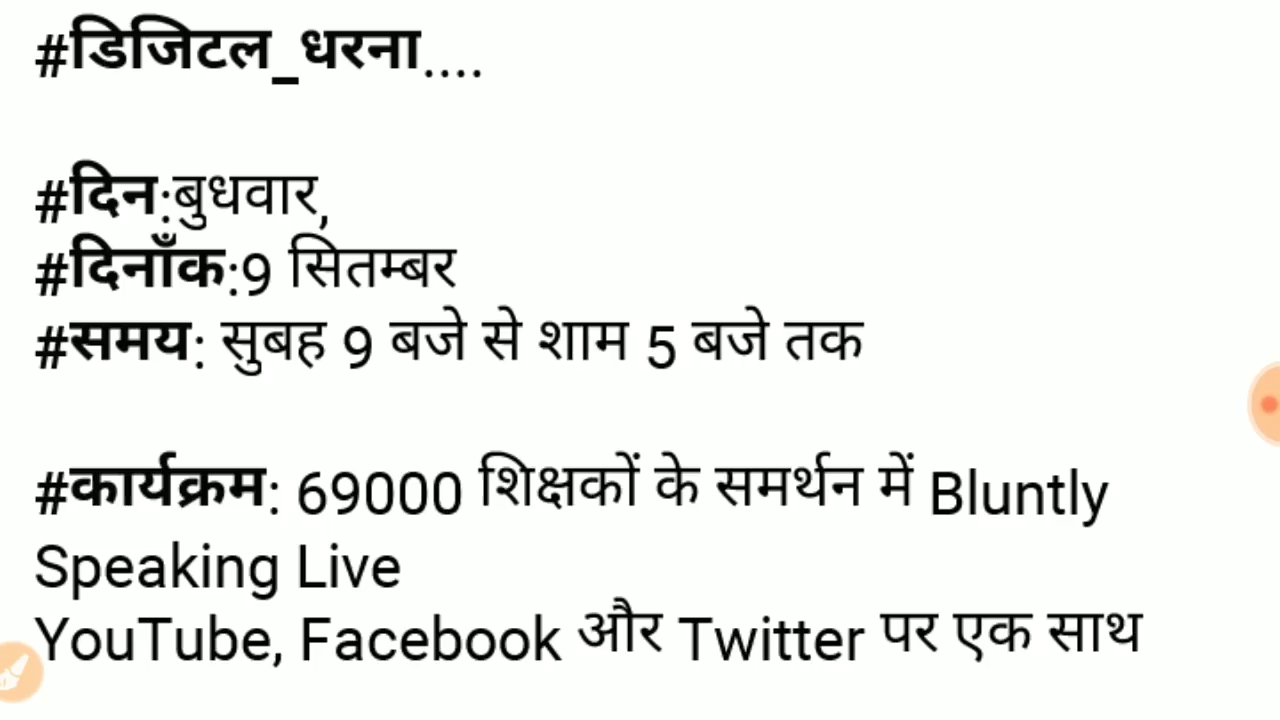 #डिजिटल_धरना....
#दिन:बुधवार,
#दिनाँक:9 सितम्बर
#समय: सुबह 9 बजे से शाम 5 बजे तक
#कार्यक्रम: 69000 शिक्षकों के समर्थन में Bluntly
Speaking Live
YouTube, Facebook और Twitter पर एक साथ